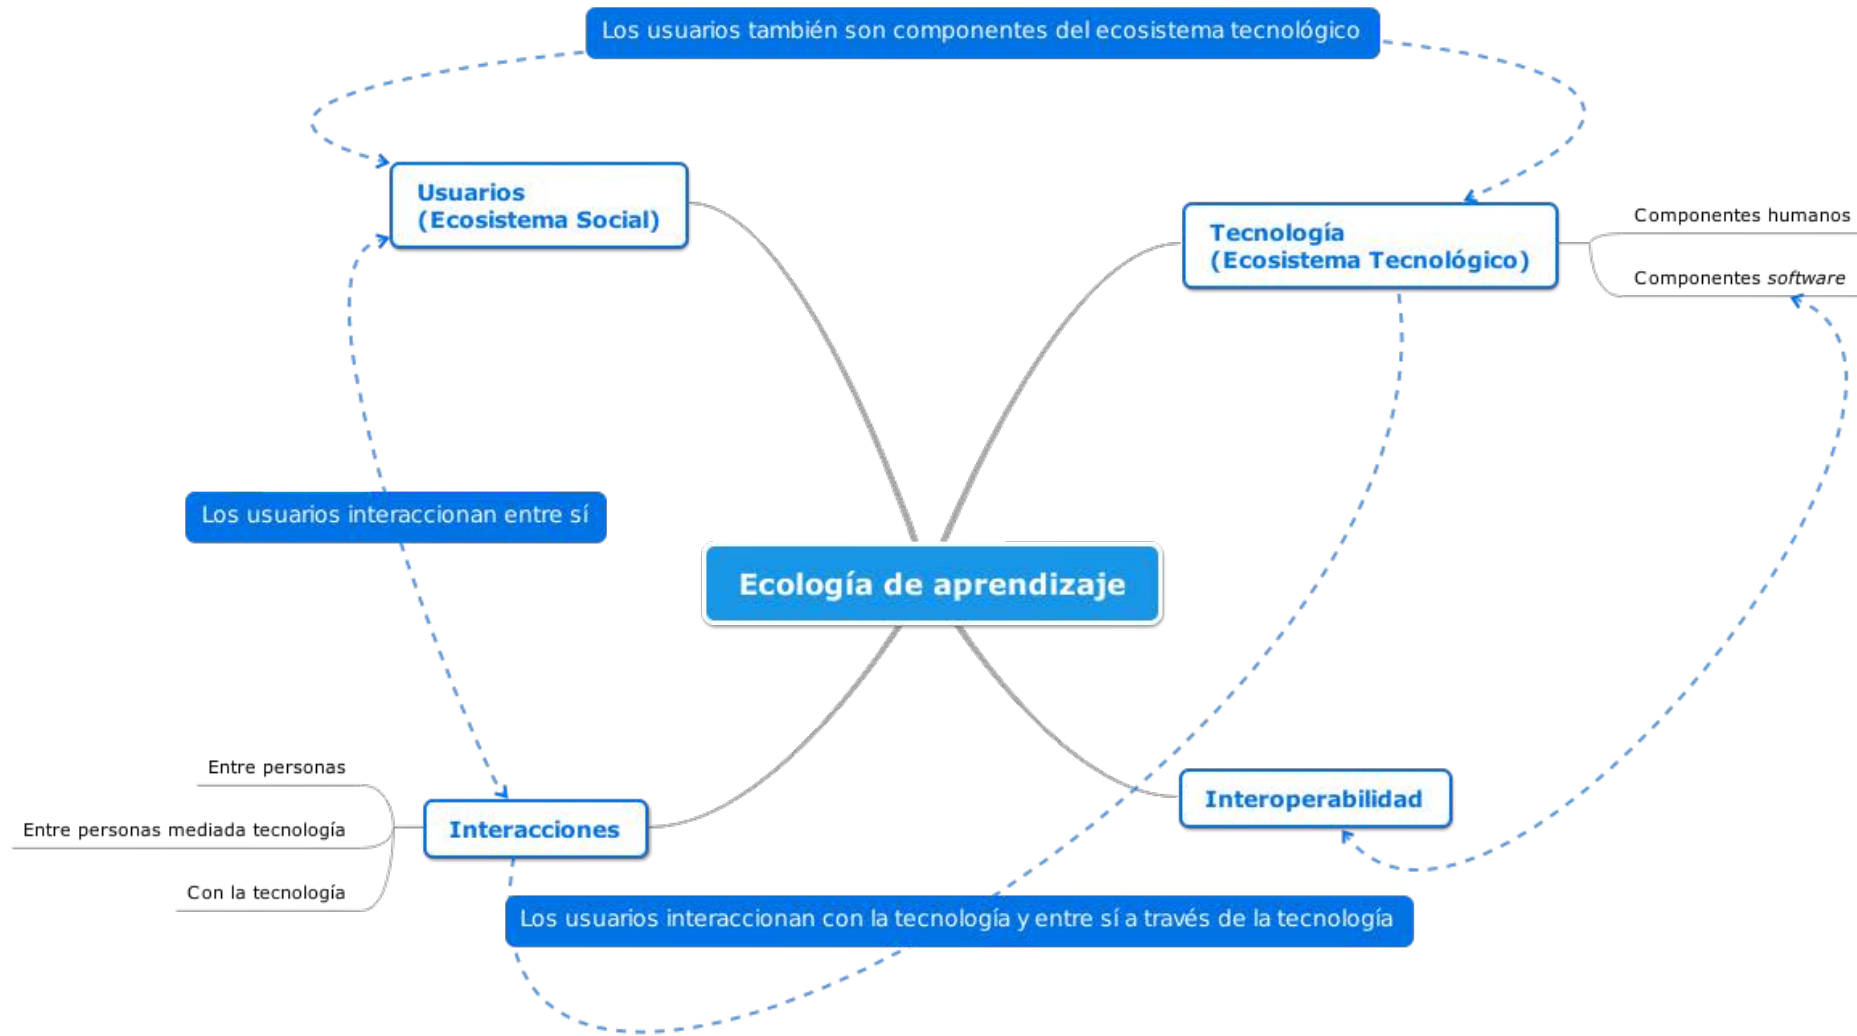 Los usuarios también son componentes del ecosistema tecnológico
Usuarios
(Ecosistema Social)
Tecnología
(Ecosistema Tecnológico)
Componentes humanos
Componentes software
Los usuarios interaccionan entre sí
Ecología de aprendizaje
Entre personas
Entre personas mediada tecnología
Con la tecnología
Interacciones
Interoperabilidad
Los usuarios interaccionan con la tecnología y entre sí a través de la tecnología